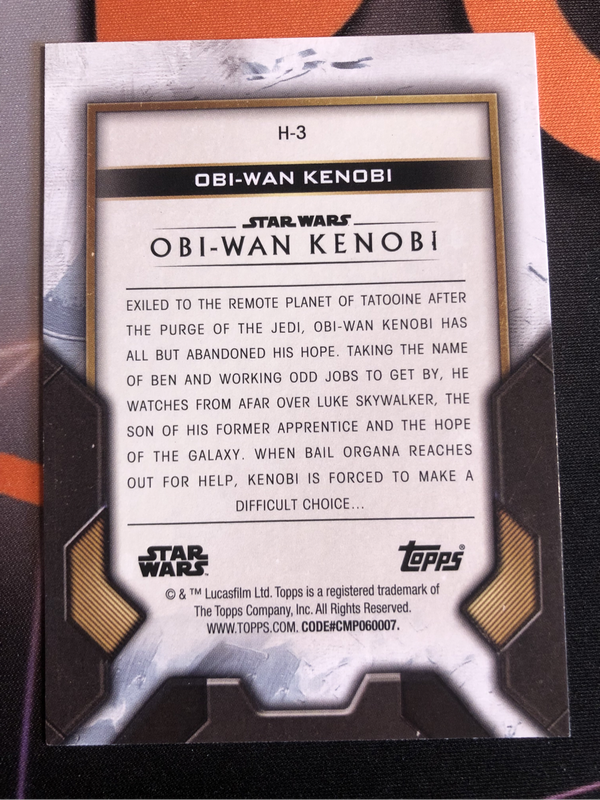 H-3
OBI-WAN KENOBI
STAR WARS
OBI-WAN KENOBI
EXILED TO THE REMOTE PLANET OF TATOOINE AFTER
THE PURGE OF THE JEDI, OBI-WAN KENOBI HAS
ALL BUT ABANDONED HIS HOPE. TAKING THE NAME
OF BEN AND WORKING ODD JOBS TO GET BY, HE
WATCHES FROM AFAR OVER LUKE SKYWALKER, THE
SON OF HIS FORMER APPRENTICE AND THE HOPE
OF THE GALAXY. WHEN BAIL ORGANA REACHES
OUT FOR HELP, KENOBI IS FORCED TO MAKE A
DIFFICULT CHOICE...
STAR
WARS™
topps®
© & ™ Lucasfilm Ltd. Topps is a registered trademark of
The Topps Company, Inc. All Rights Reserved.
WWW.TOPPS.COM. CODE#CMP060007.